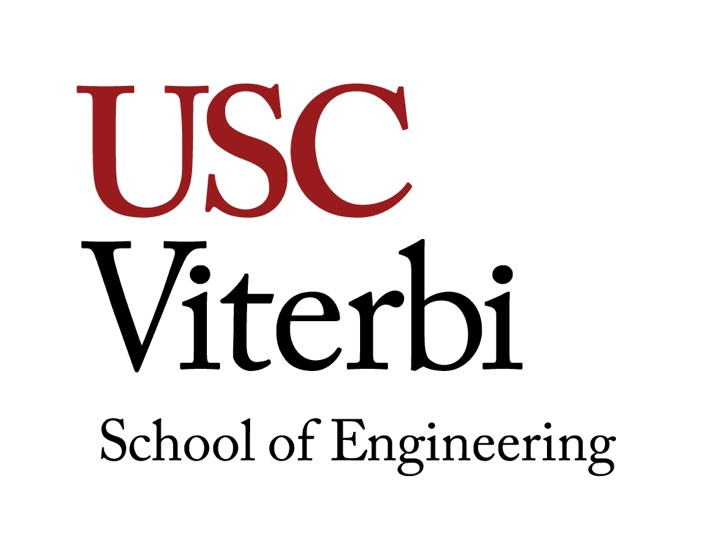 USC
Viterbi
School of Engineering